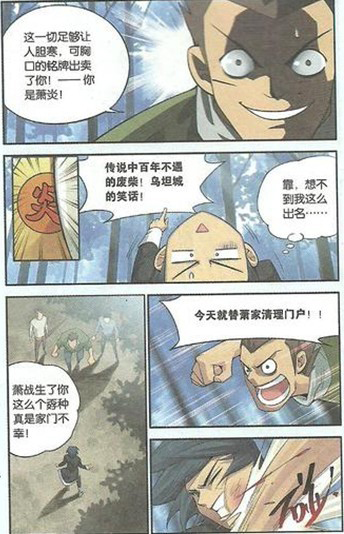 这一切足够让
人胆寒，可胸
口的铭牌出卖
了你！——你
是萧炎！
炎
传说中百年不遇
的废柴！乌坦城
的笑话！
靠，想不
到我这么
出名……
今天就替萧家清理门户！！
萧战生了你
这么个孬种
真是家门不
幸！